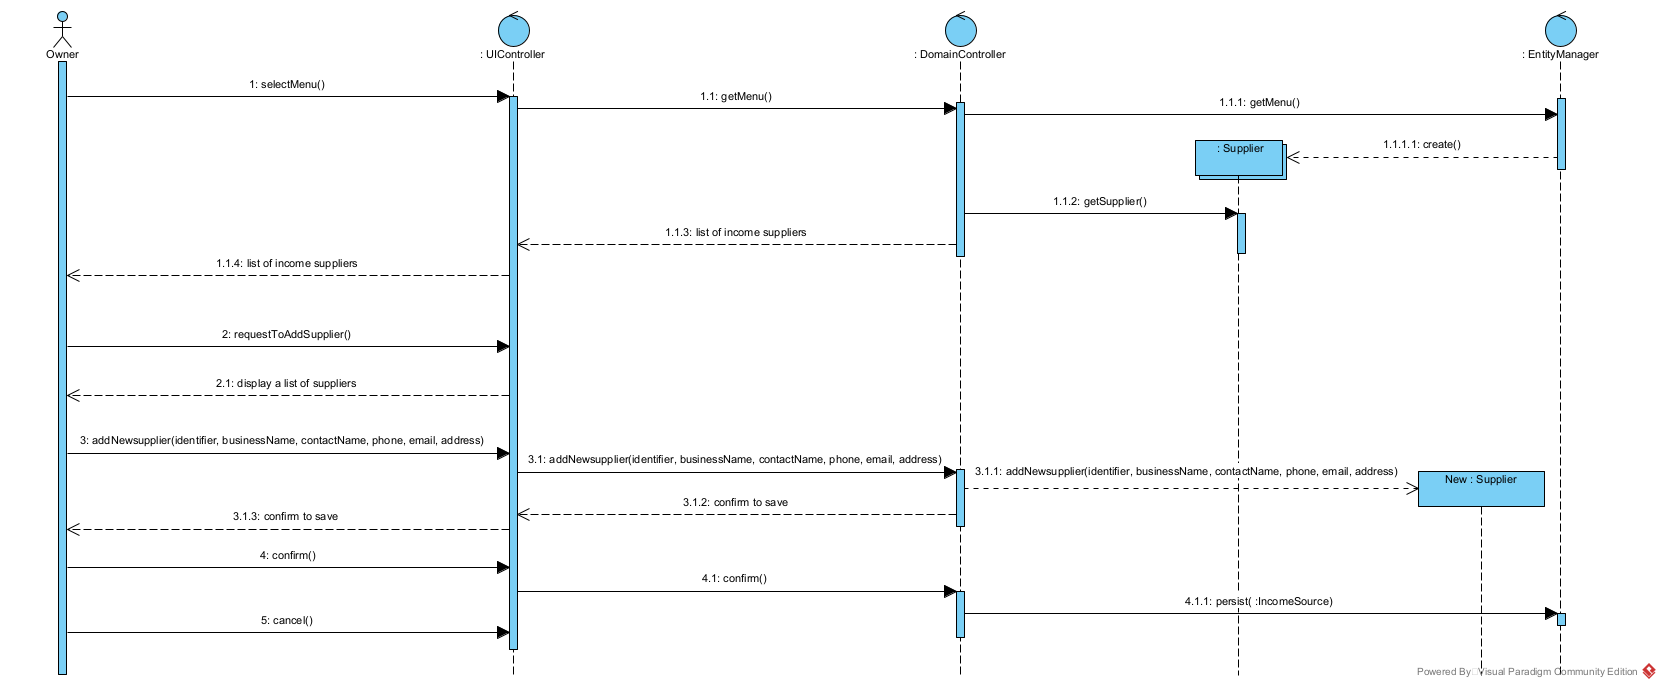 Owner
: UIController
: DomainController
: EntityManager
1: selectMenu()
1.1: getMenu()
1.1.1: getMenu()
1.1.1.1: create()
: Supplier
1.1.2: getSupplier()
1.1.3: list of income suppliers
1.1.4: list of income suppliers
2: requestToAddSupplier()
2.1: display a list of suppliers
3: addNewsupplier(identifier, businessName, contactName, phone, email, address)
3.1: addNewsupplier(identifier, businessName, contactName, phone, email, address)
3.1.1: addNewsupplier(identifier, businessName, contactName, phone, email, address)
New : Supplier
3.1.2: confirm to save
3.1.3: confirm to save
4: confirm()
4.1: confirm()
4.1.1: persist( :IncomeSource)
5: cancel()
Powered By Visual Paradigm Community Edition